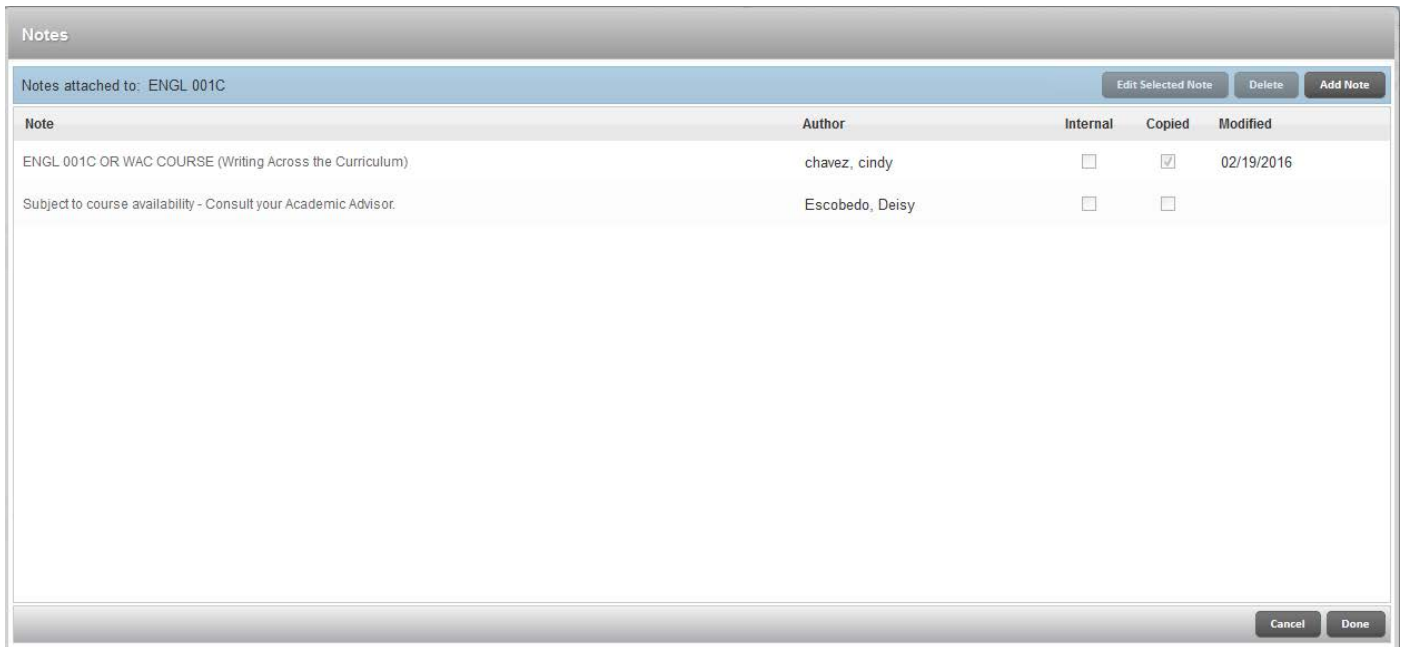 Notes
Notes attached to: ENGL 001C Edit Selected Note Delete Add Note
Note Author Internal Copied Modified
ENGL 001C OR WAC COURSE (Writing Across the Curriculum) chavez, cindy 02/19/2016
Subject to course availability - Consult your Academic Advisor. Escobedo, Deisy
Cancel Done